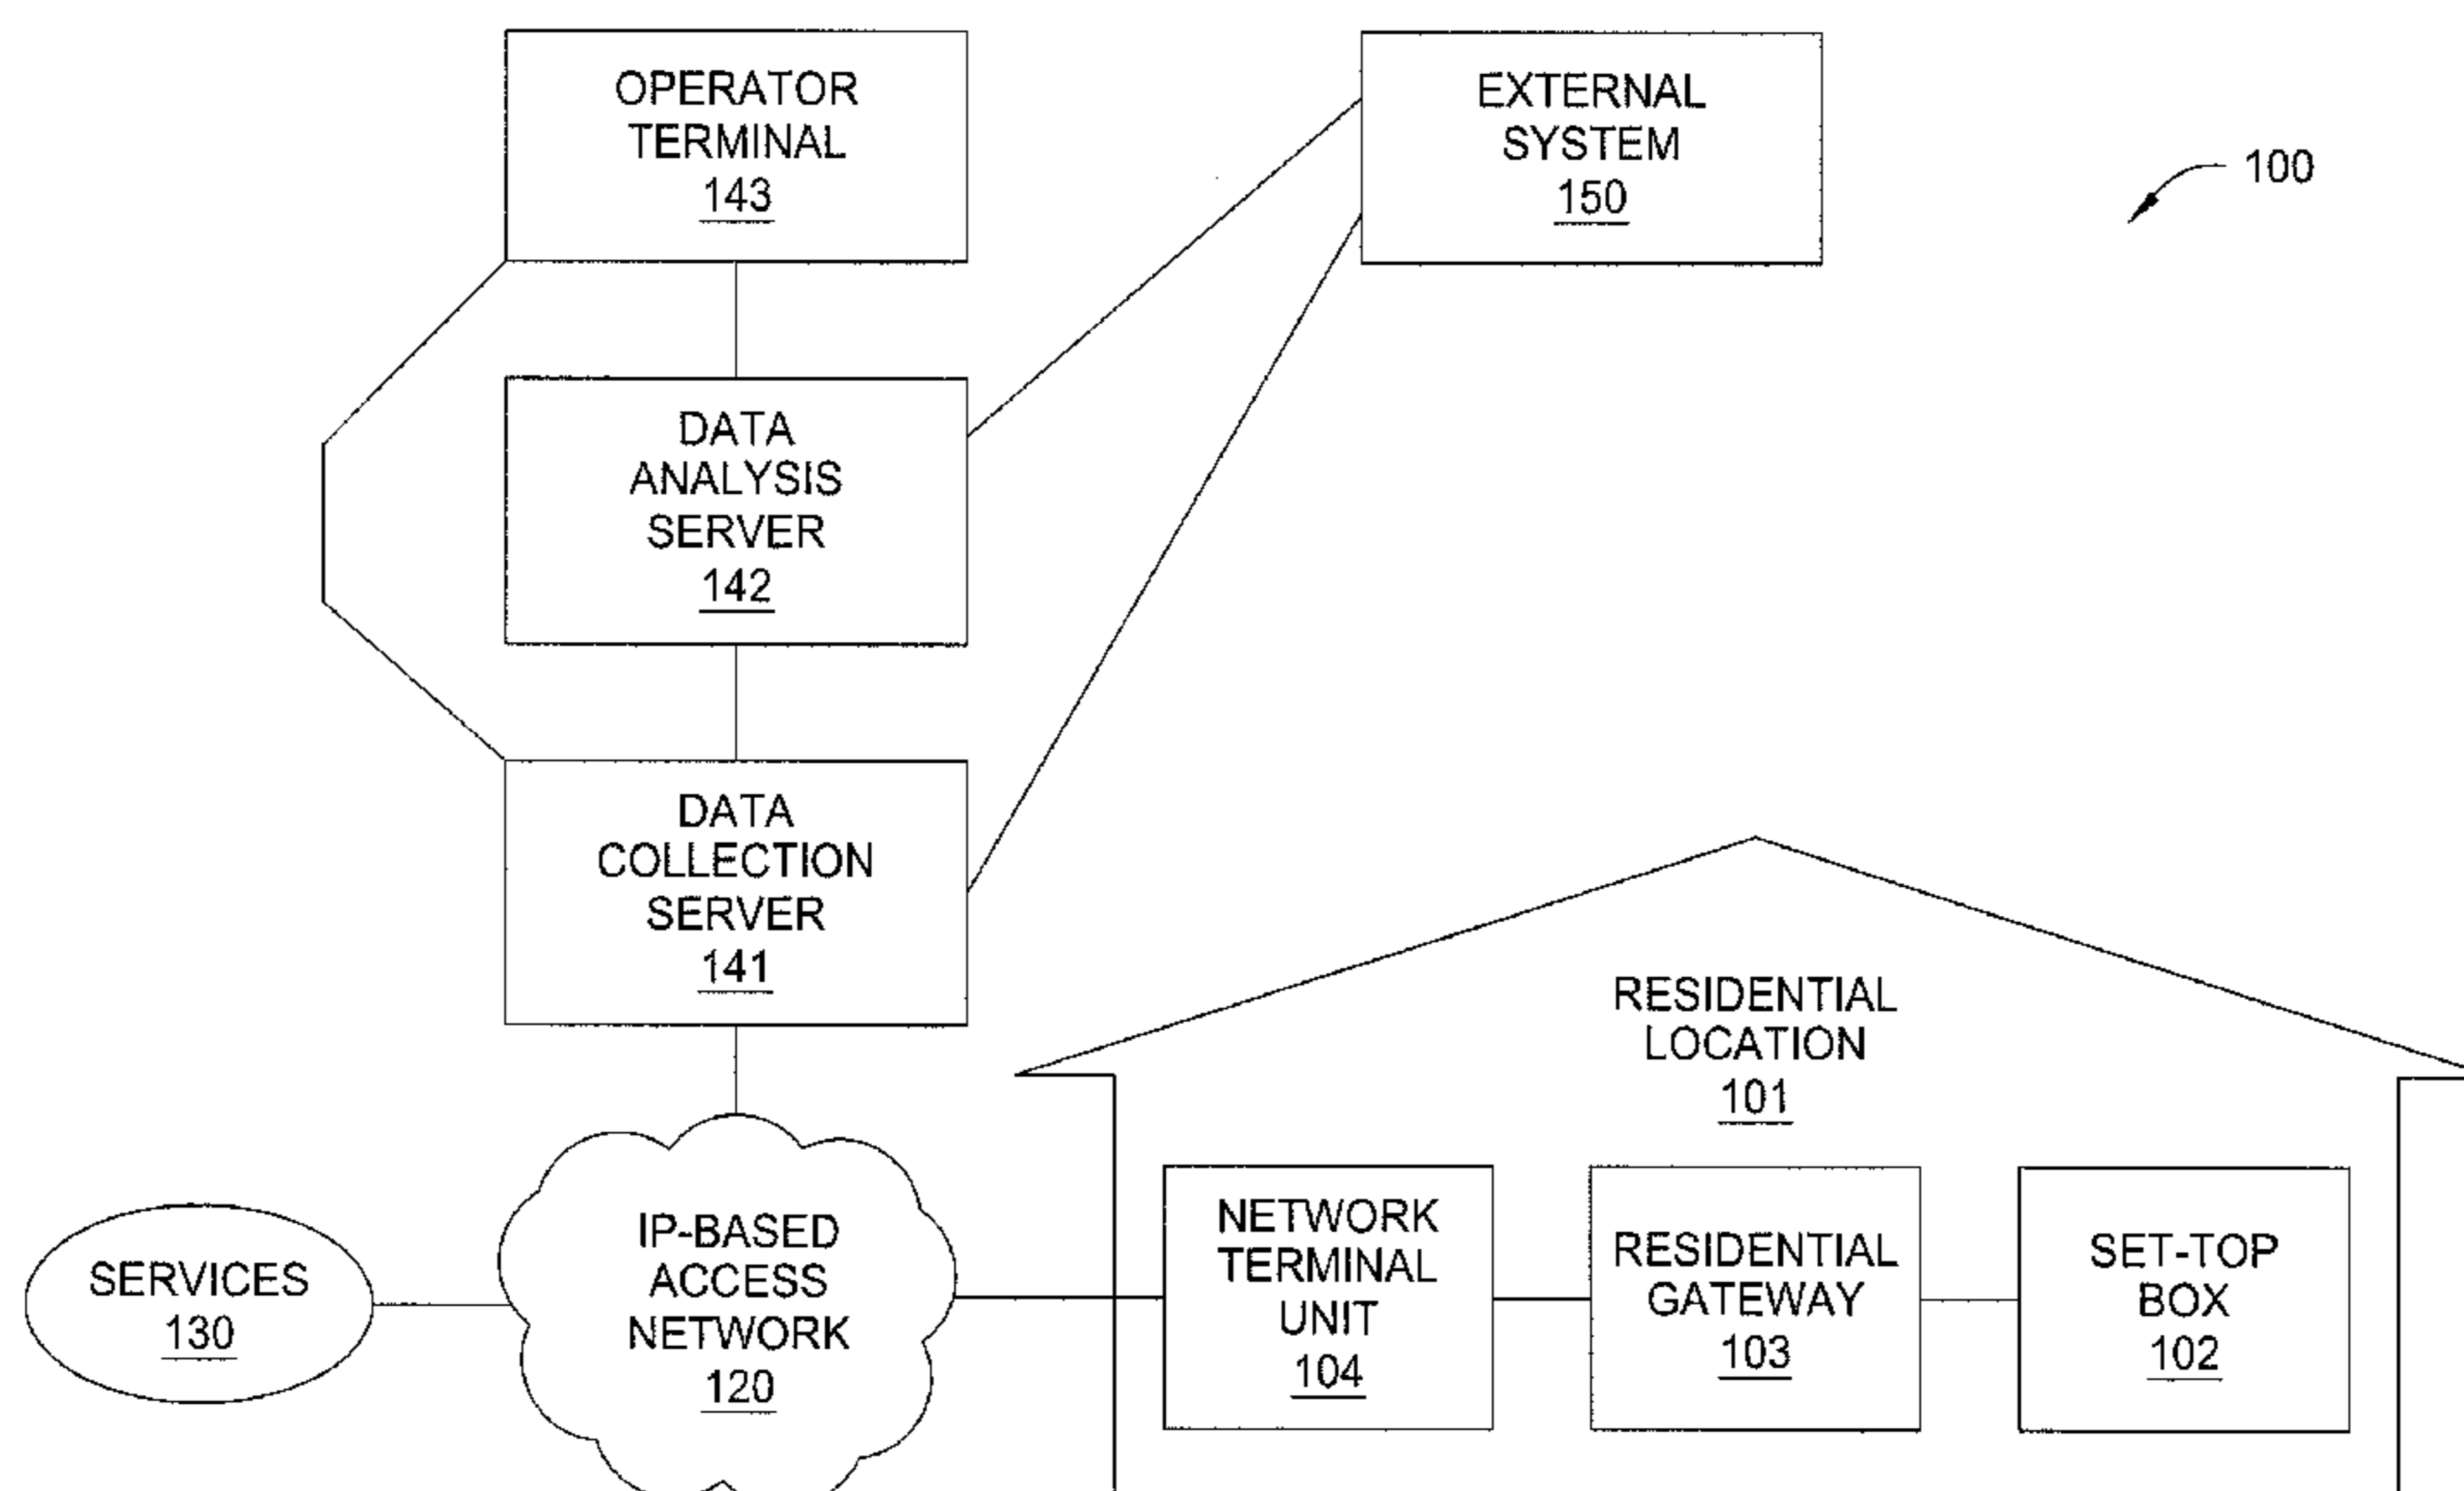 OPERATOR
TERMINAL
143
EXTERNAL
SYSTEM
150
100
DATA
ANALYSIS
SERVER
142
DATA
COLLECTION
SERVER
141
RESIDENTIAL
LOCATION
101
SERVICES
130
IP-BASED
ACCESS
NETWORK
120
NETWORK
TERMINAL
UNIT
104
RESIDENTIAL
GATEWAY
103
SET-TOP
BOX
102